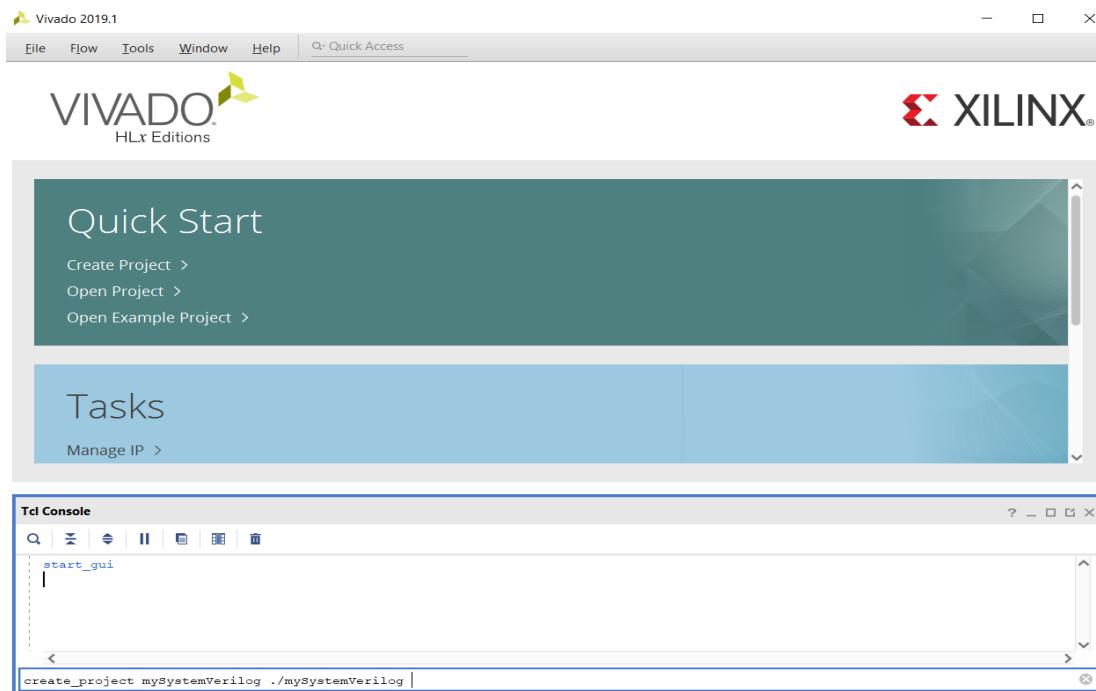 Vivado 2019.1
File Flow Tools Window Help Quick Access
VIVADO.
HLx Editions
XILINX®
Quick Start
Create Project >
Open Project >
Open Example Project >
Tasks
Manage IP >
Tcl Console
start_gui
create_project mySystemVerilog ./mySystemVerilog